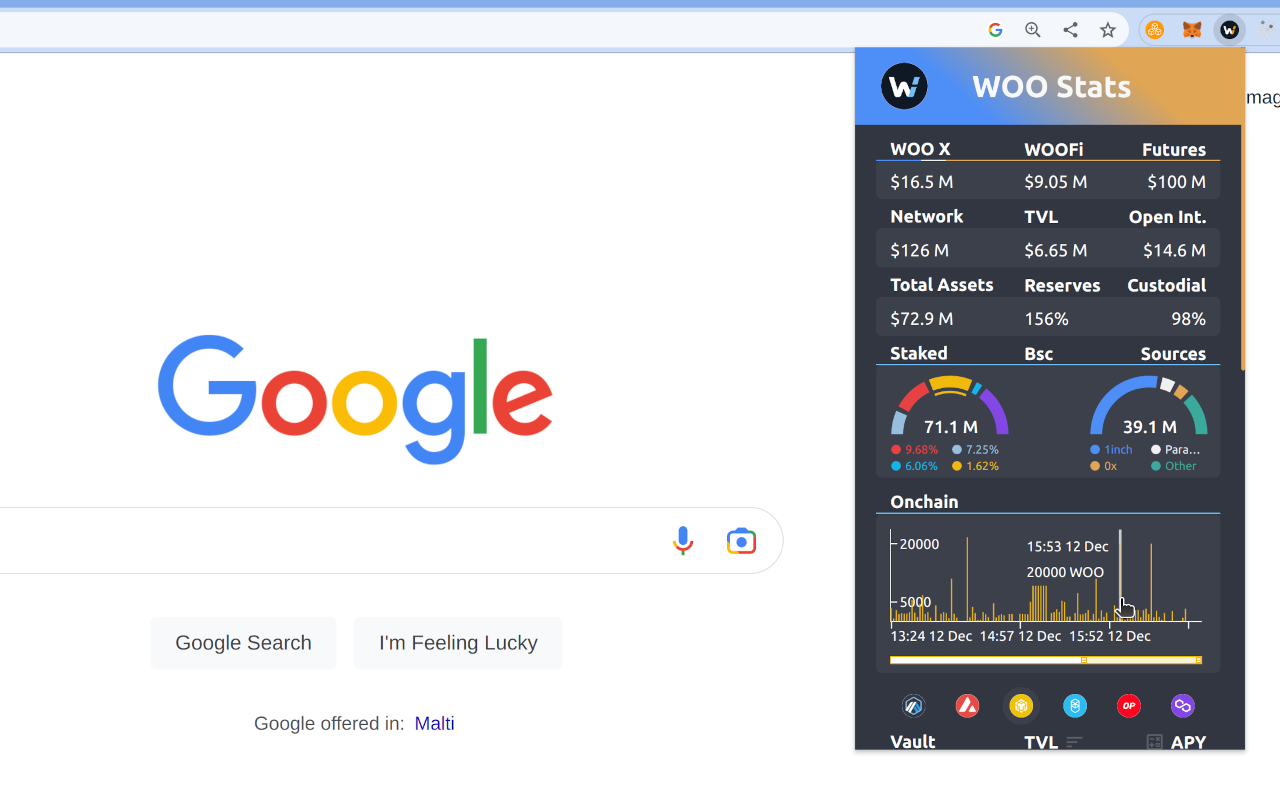 WOO Stats
mag
WOO X WOOFi Futures
$16.5 M $9.05 M $100 M
Network TVL Open Int.
$126 M $6.65 M $14.6 M
Total Assets Reserves Custodial
$72.9 M 156% 98%
Staked Bsc Sources
71.1 M 39.1 M
9.68% 7.25% 1inch Para...
6.06% 1.62% 0x Other
Google
Onchain
20000
15:53 12 Dec
20000 WOO
5000
13:24 12 Dec 14:57 12 Dec 15:52 12 Dec
Google Search I'm Feeling Lucky
OP
Google offered in: Malti
Vault TVL APY